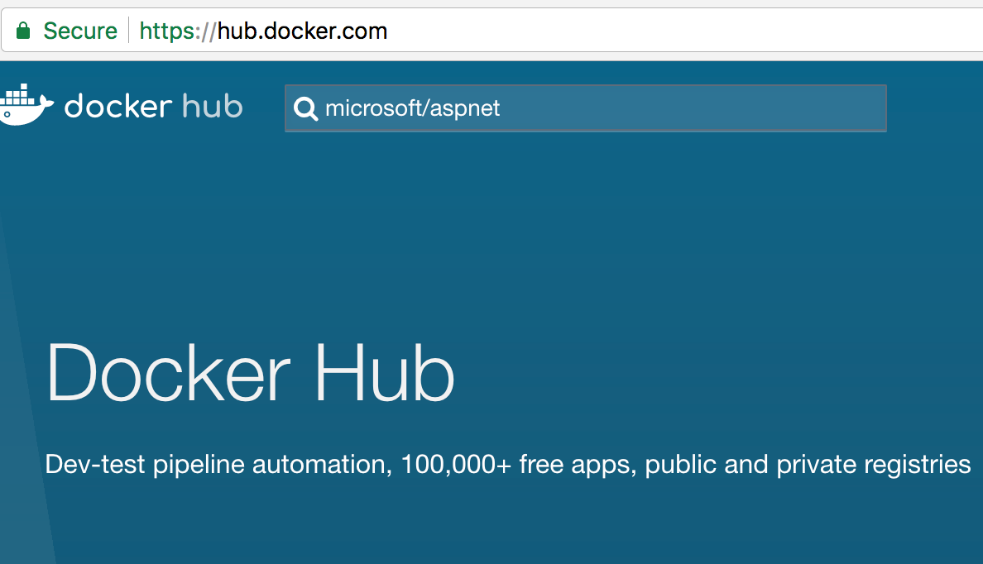 Secure https://hub.docker.com
docker hub microsoft/aspnet
Docker Hub
Dev-test pipeline automation, 100,000+ free apps, public and private registries